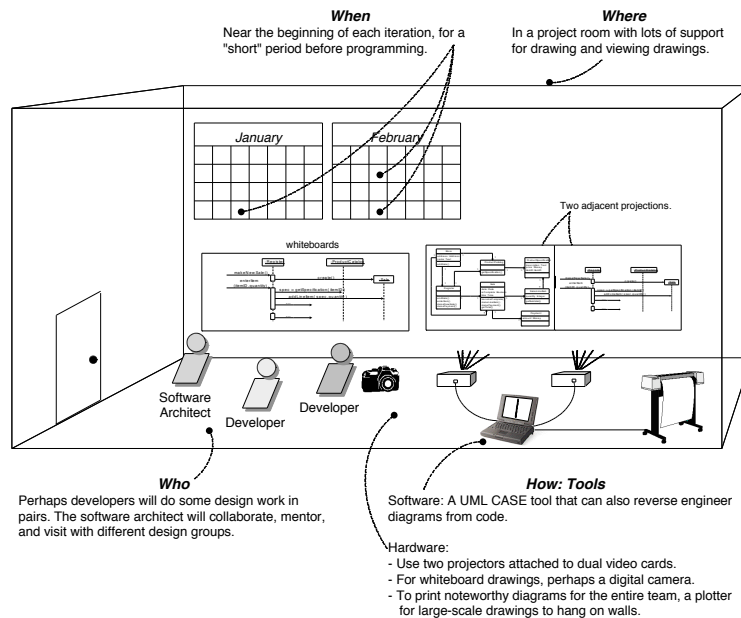 When
Near the beginning of each iteration, for a
"short" period before programming.
Where
In a project room with lots of support
for drawing and viewing drawings.
January
February
Two adjacent projections.
whiteboards
Software
Architect
Developer
Developer
Who
Perhaps developers will do some design work in
pairs. The software architect will collaborate, mentor,
and visit with different design groups.
How: Tools
Software: A UML CASE tool that can also reverse engineer
diagrams from code.
Hardware:
- Use two projectors attached to dual video cards.
- For whiteboard drawings, perhaps a digital camera.
- To print noteworthy diagrams for the entire team, a plotter
for large-scale drawings to hang on walls.